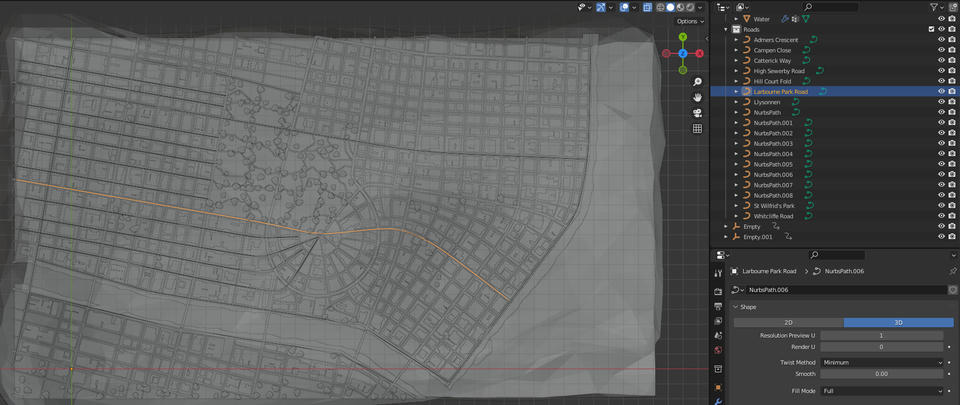 Options
Y
X
Z
Water
Roads
Admers Crescent
Campen Close
Catterick Way
High Sewerby Road
Hill Court Fold
Larbourne Park Road
Llysonnen
NurbsPath
NurbsPath.001
NurbsPath.002
NurbsPath.003
NurbsPath.004
NurbsPath.005
NurbsPath.006
NurbsPath.007
NurbsPath.008
St Wilfrid's Park
Whitcliffe Road
Empty
Empty.001
Larbourne Park Road > NurbsPath.006
NurbsPath.006
Shape
2D 3D
Resolution Preview U 1
Render U 0
Twist Method Minimum
Smooth 0.00
Fill Mode Full